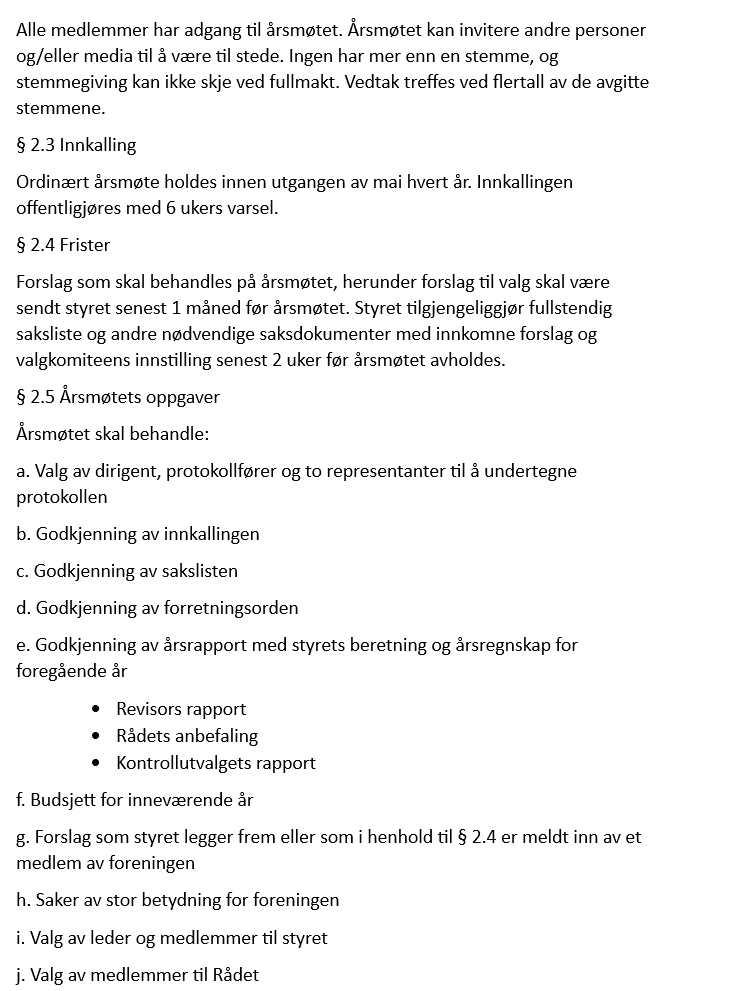 Alle medlemmer har adgang til årsmøtet. Årsmøtet kan invitere andre personer
og/eller media til å være til stede. Ingen har mer enn en stemme, og
stemmegiving kan ikke skje ved fullmakt. Vedtak treffes ved flertall av de avgitte
stemmene.
§ 2.3 Innkalling
Ordinært årsmøte holdes innen utgangen av mai hvert år. Innkallingen
offentligjøres med 6 ukers varsel.
§ 2.4 Frister
Forslag som skal behandles på årsmøtet, herunder forslag til valg skal være
sendt styret senest 1 måned før årsmøtet. Styret tilgjengeliggjør fullstendig
saksliste og andre nødvendige saksdokumenter med innkomne forslag og
valgkomiteens innstilling senest 2 uker før årsmøtet avholdes.
§ 2.5 Årsmøtets oppgaver
Årsmøtet skal behandle:
a. Valg av dirigent, protokollfører og to representanter til å undertegne
protokollen
b. Godkjenning av innkallingen
c. Godkjenning av sakslisten
d. Godkjenning av forretningsorden
e. Godkjenning av årsrapport med styrets beretning og årsregnskap for
foregående år
• Revisors rapport
• Rådets anbefaling
• Kontrollutvalgets rapport
f. Budsjett for inneværende år
g. Forslag som styret legger frem eller som i henhold til § 2.4 er meldt inn av et
medlem av foreningen
h. Saker av stor betydning for foreningen
i. Valg av leder og medlemmer til styret
j. Valg av medlemmer til Rådet